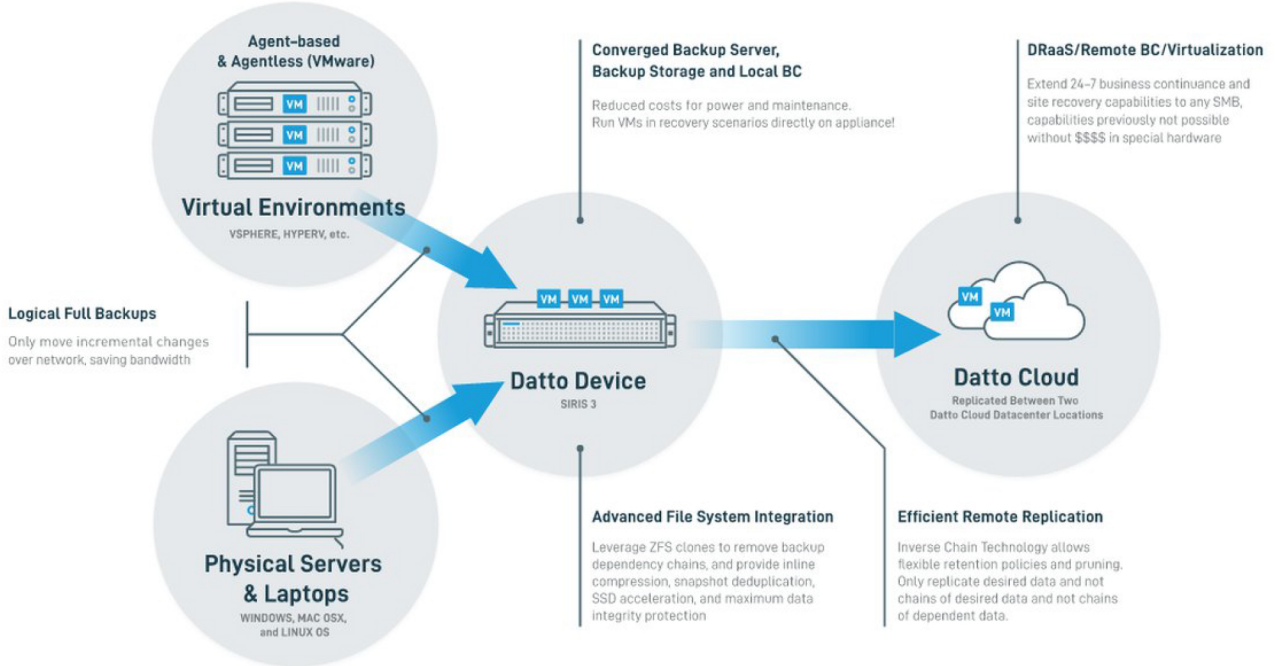 Agent-based
& Agentless (VMware)
VM
VM
VM
Virtual Environments
VSPHERE, HYPERV, etc.
Converged Backup Server,
Backup Storage and Local BC
Reduced costs for power and maintenance.
Run VMs in recovery scenarios directly on appliance!
DRaaS/Remote BC/Virtualization
Extend 24-7 business continuance and
site recovery capabilities to any SMB,
capabilities previously not possible
without $$$$ in special hardware
Logical Full Backups
Only move incremental changes
over network, saving bandwidth
VM VM VM
Datto Device
SIRIS 3
VM
VM
Datto Cloud
Replicated Between Two
Datto Cloud Datacenter Locations
Physical Servers
& Laptops
WINDOWS, MAC OSX,
and LINUX OS
Advanced File System Integration
Leverage ZFS clones to remove backup
dependency chains, and provide inline
compression, snapshot deduplication,
SSD acceleration, and maximum data
integrity protection
Efficient Remote Replication
Inverse Chain Technology allows
flexible retention policies and pruning.
Only replicate desired data and not
chains of desired data and not chains
of dependent data.